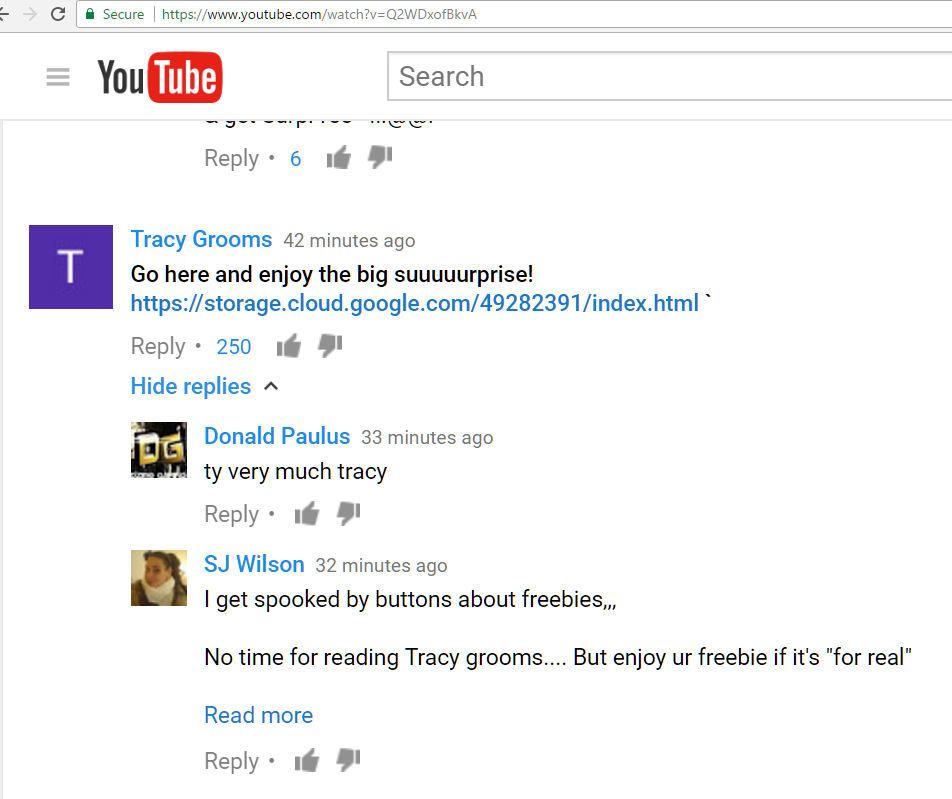 Secure https://www.youtube.com/watch?v=Q2WDxofBkvA
YouTube Search
Reply • 6
T
Tracy Grooms 42 minutes ago
Go here and enjoy the big suuuurprise!
https://storage.cloud.google.com/49282391/index.html `
Reply • 250
Hide replies
DG
Donald Paulus 33 minutes ago
ty very much tracy
Reply •
SJ Wilson 32 minutes ago
I get spooked by buttons about freebies,,,
No time for reading Tracy grooms.... But enjoy ur freebie if it's "for real"
Read more
Reply •